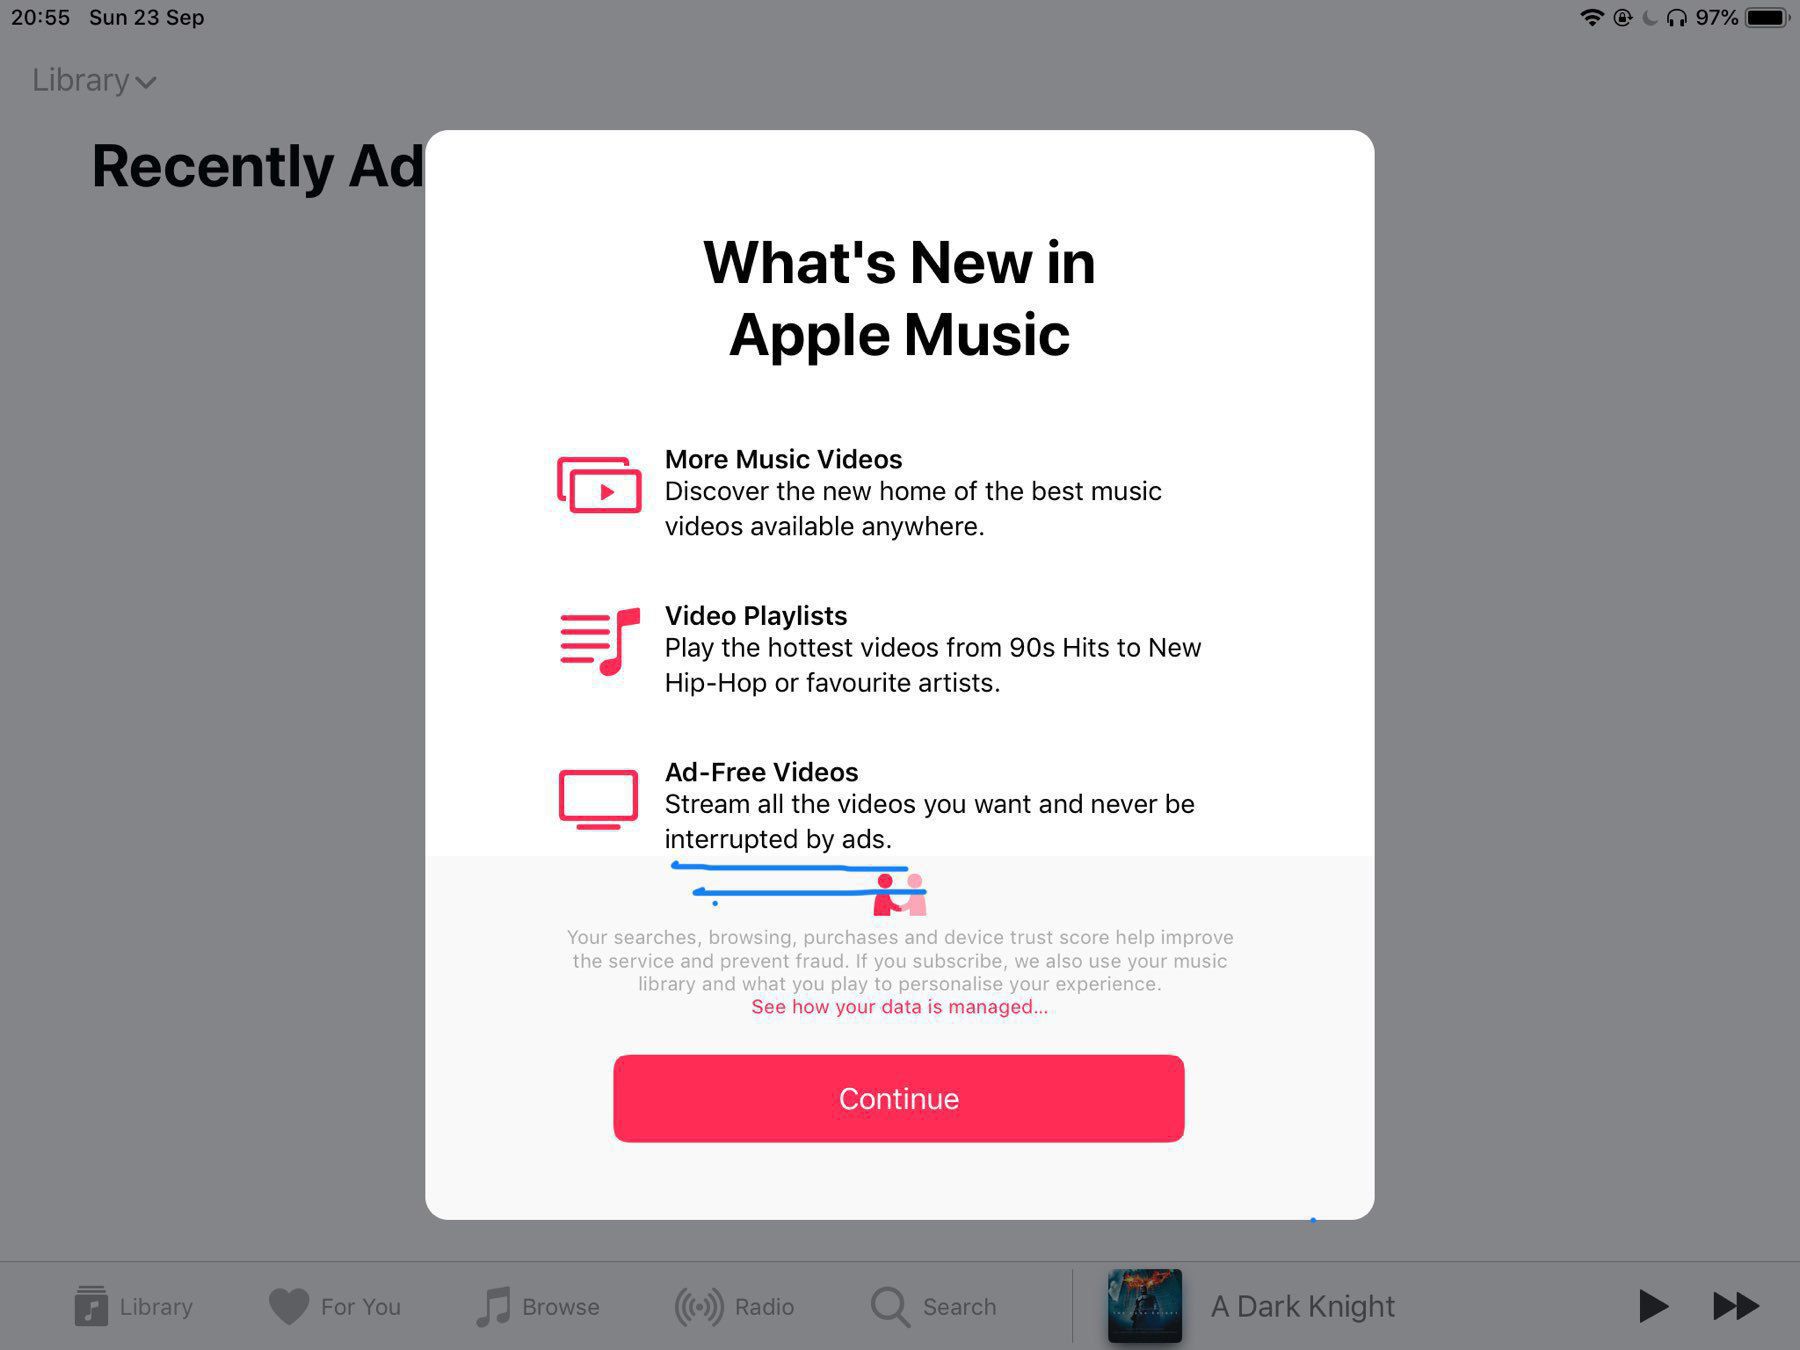 20:55 Sun 23 Sep
97%
Library
Recently Ad
What's New in
Apple Music
More Music Videos
Discover the new home of the best music
videos available anywhere.
Video Playlists
Play the hottest videos from 90s Hits to New
Hip-Hop or favourite artists.
Ad-Free Videos
Stream all the videos you want and never be
interrupted by ads.
Your searches, browsing, purchases and device trust score help improve
the service and prevent fraud. If you subscribe, we also use your music
library and what you play to personalise your experience.
See how your data is managed...
Continue
Library
For You
Browse
Radio
Search
A Dark Knight